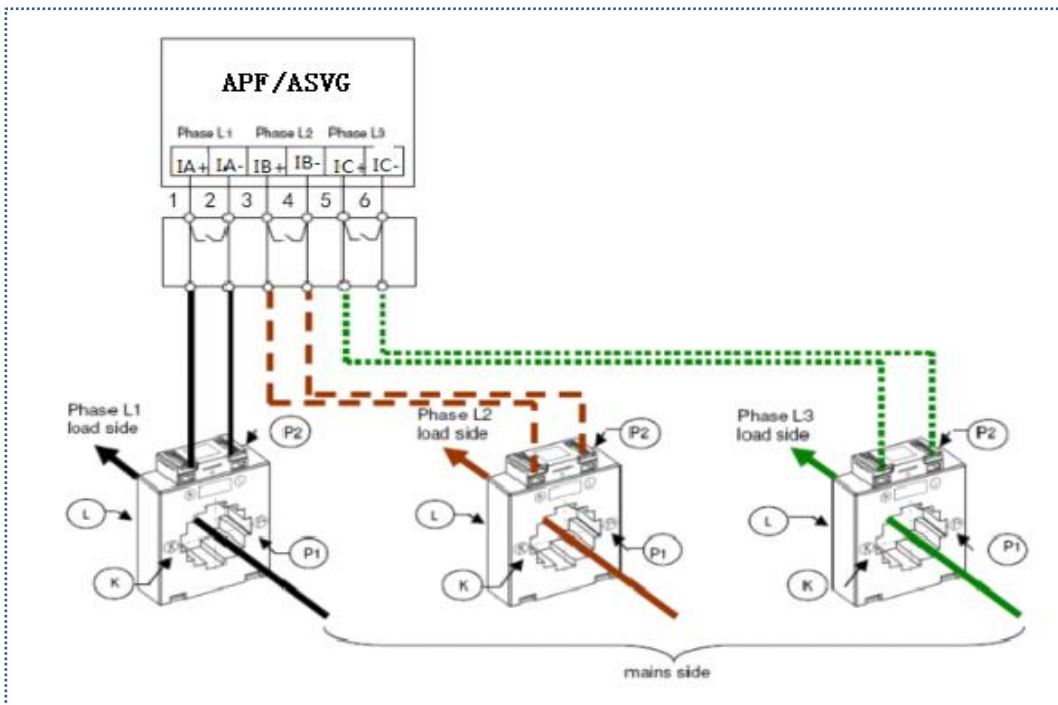 APF/ASVG
Phase L1 Phase L2 Phase L3
IA+ IA- IB+ IB- IC+ IC-
1 2 3 4 5 6
Phase L1
load side
P2
L
K
P1
Phase L2
load side
P2
L
K
P1
Phase L3
load side
P2
L
K
P1
mains side